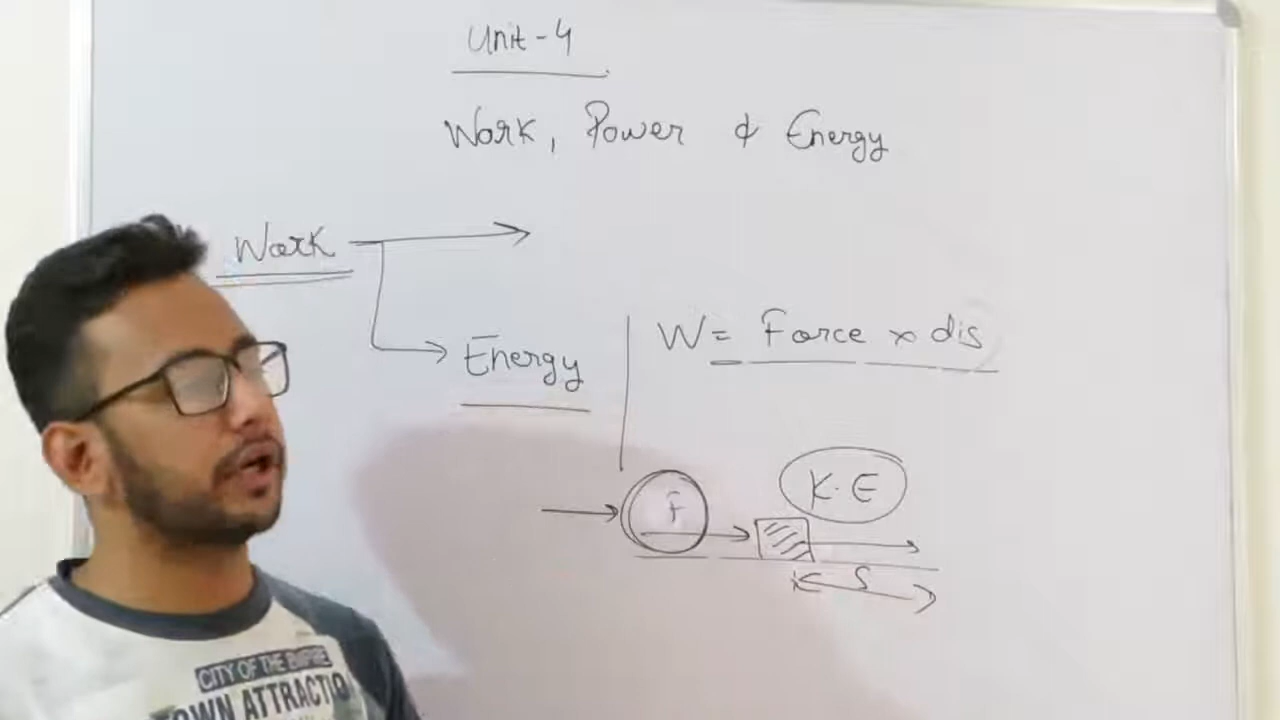 Unit-4
Work, Power & Energy
Work
Energy
W = Force × dis
K.E
F
S
CITY OF THE EMPIRE
TOWN ATTRACTIO